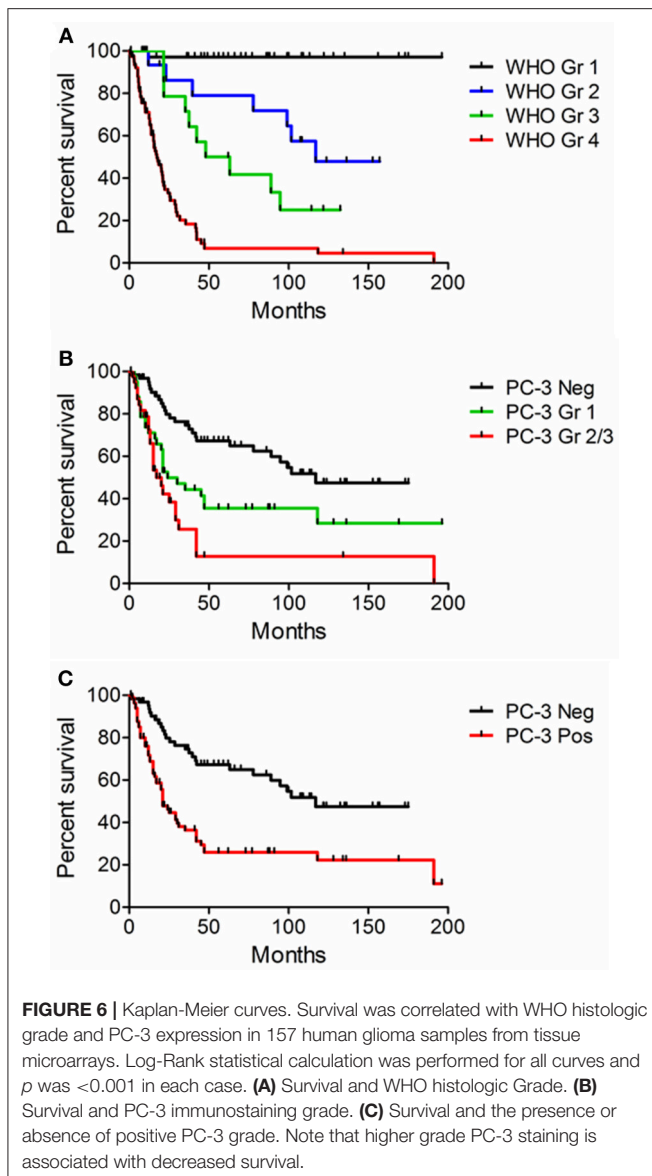 A
100
80
60
40
20
0
Percent survival
0 50 100 150 200
Months
WHO Gr 1
WHO Gr 2
WHO Gr 3
WHO Gr 4
B
100
80
60
40
20
0
Percent survival
0 50 100 150 200
Months
PC-3 Neg
PC-3 Gr 1
PC-3 Gr 2/3
C
100
80
60
40
20
0
Percent survival
0 50 100 150 200
Months
PC-3 Neg
PC-3 Pos
FIGURE 6 | Kaplan-Meier curves. Survival was correlated with WHO histologic
grade and PC-3 expression in 157 human glioma samples from tissue
microarrays. Log-Rank statistical calculation was performed for all curves and
p was <0.001 in each case. (A) Survival and WHO histologic Grade. (B)
Survival and PC-3 immunostaining grade. (C) Survival and the presence or
absence of positive PC-3 grade. Note that higher grade PC-3 staining is
associated with decreased survival.